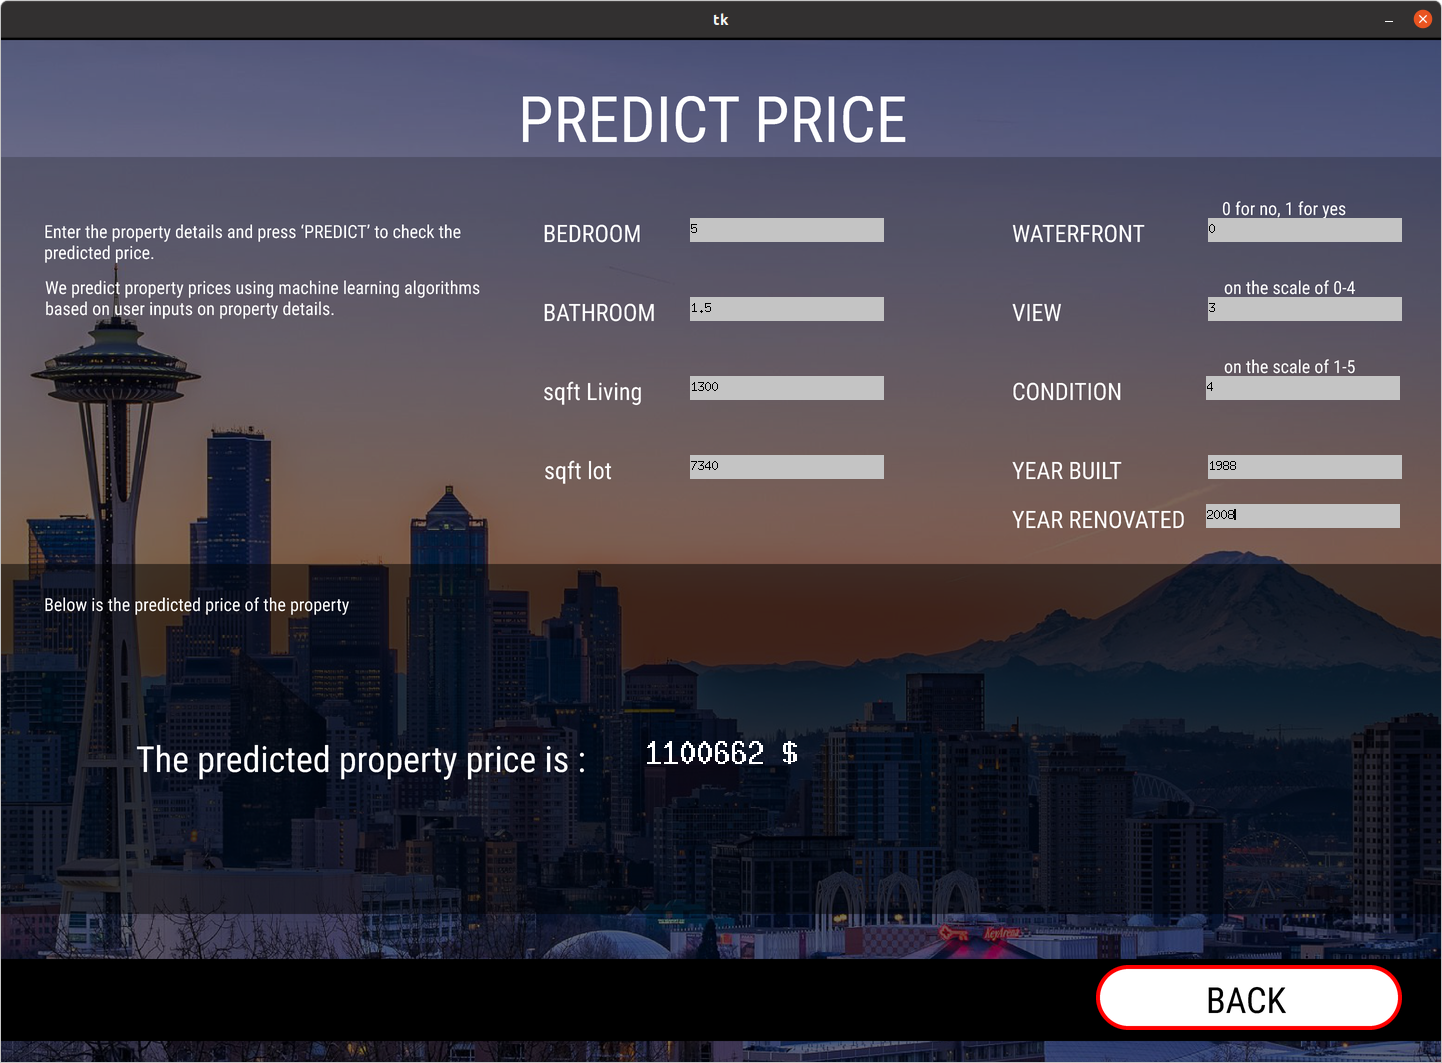 tk
PREDICT PRICE
Enter the property details and press ‘PREDICT’ to check the
predicted price.
We predict property prices using machine learning algorithms
based on user inputs on property details.
BEDROOM 5
BATHROOM 1.5
sqft Living 1300
sqft lot 7340
0 for no, 1 for yes
WATERFRONT 0
on the scale of 0-4
VIEW 3
on the scale of 1-5
CONDITION 4
YEAR BUILT 1988
YEAR RENOVATED 2008
Below is the predicted price of the property
The predicted property price is : 1100662 $
KeyArena
BACK